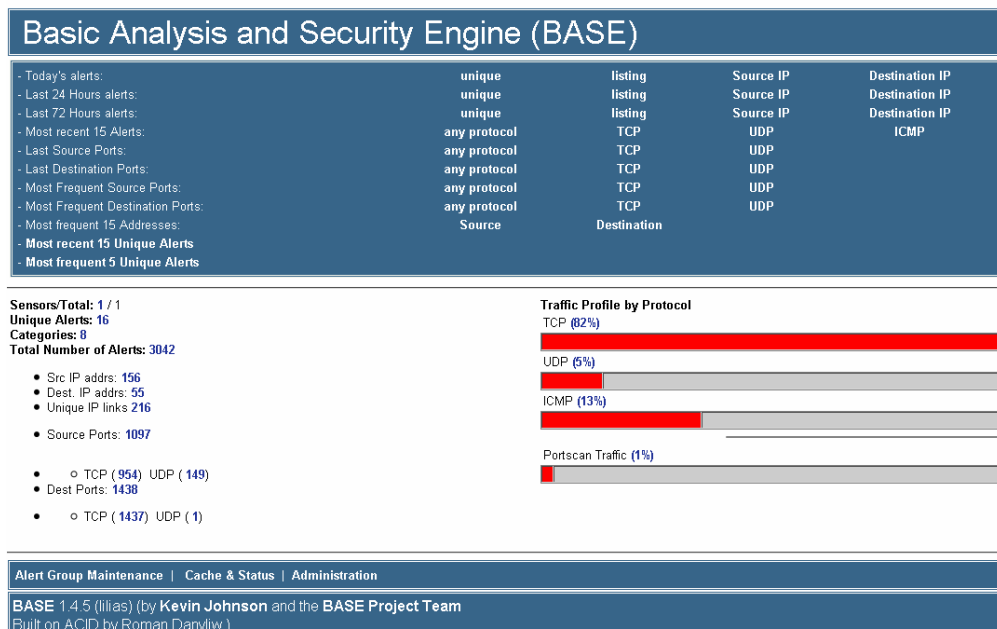 Basic Analysis and Security Engine (BASE)
- Today's alerts: unique listing Source IP Destination IP
- Last 24 Hours alerts: unique listing Source IP Destination IP
- Last 72 Hours alerts: unique listing Source IP Destination IP
- Most recent 15 Alerts: any protocol TCP UDP ICMP
- Last Source Ports: any protocol TCP UDP
- Last Destination Ports: any protocol TCP UDP
- Most Frequent Source Ports: any protocol TCP UDP
- Most Frequent Destination Ports: any protocol TCP UDP
- Most frequent 15 Addresses: Source Destination
- Most recent 15 Unique Alerts
- Most frequent 5 Unique Alerts
Sensors/Total: 1 / 1
Unique Alerts: 16
Categories: 8
Total Number of Alerts: 3042
Src IP addrs: 156
Dest. IP addrs: 55
Unique IP links 216
Source Ports: 1097
TCP ( 954) UDP ( 149)
Dest Ports: 1438
TCP ( 1437) UDP ( 1)
Traffic Profile by Protocol
TCP (82%)
UDP (5%)
ICMP (13%)
Portscan Traffic (1%)
Alert Group Maintenance | Cache & Status | Administration
BASE 1.4.5 (lilias) (by Kevin Johnson and the BASE Project Team
Built on ACID by Roman Danyliw )